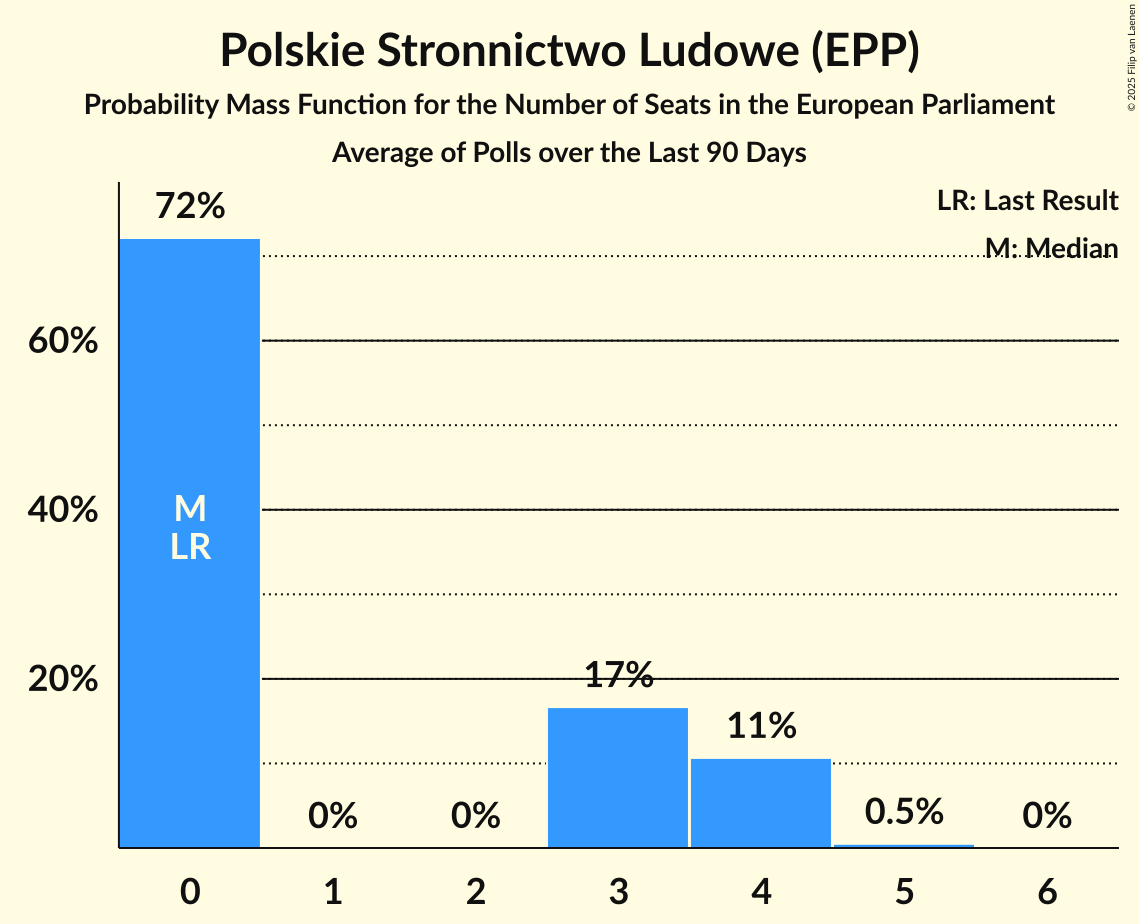 Polskie Stronnictwo Ludowe (EPP)
Probability Mass Function for the Number of Seats in the European Parliament
Average of Polls over the Last 90 Days
© 2025 Filip van Laenen
LR: Last Result
M: Median
72%
60%
40%
20%
M
LR
0%
0%
17%
11%
0.5%
0%
0 1 2 3 4 5 6